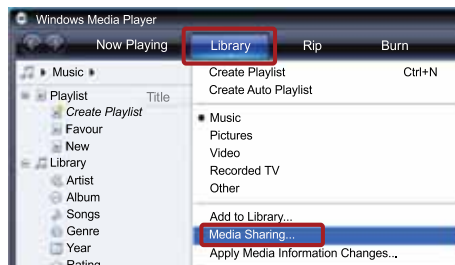 Windows Media Player
Now Playing Library Rip Burn
Music
Playlist Title
Create Playlist
Favour
New
Library
Artist
Album
Songs
Genre
Year
Rating
Create Playlist Ctrl+N
Create Auto Playlist
Music
Pictures
Video
Recorded TV
Other
Add to Library...
Media Sharing...
Apply Media Information Changes...